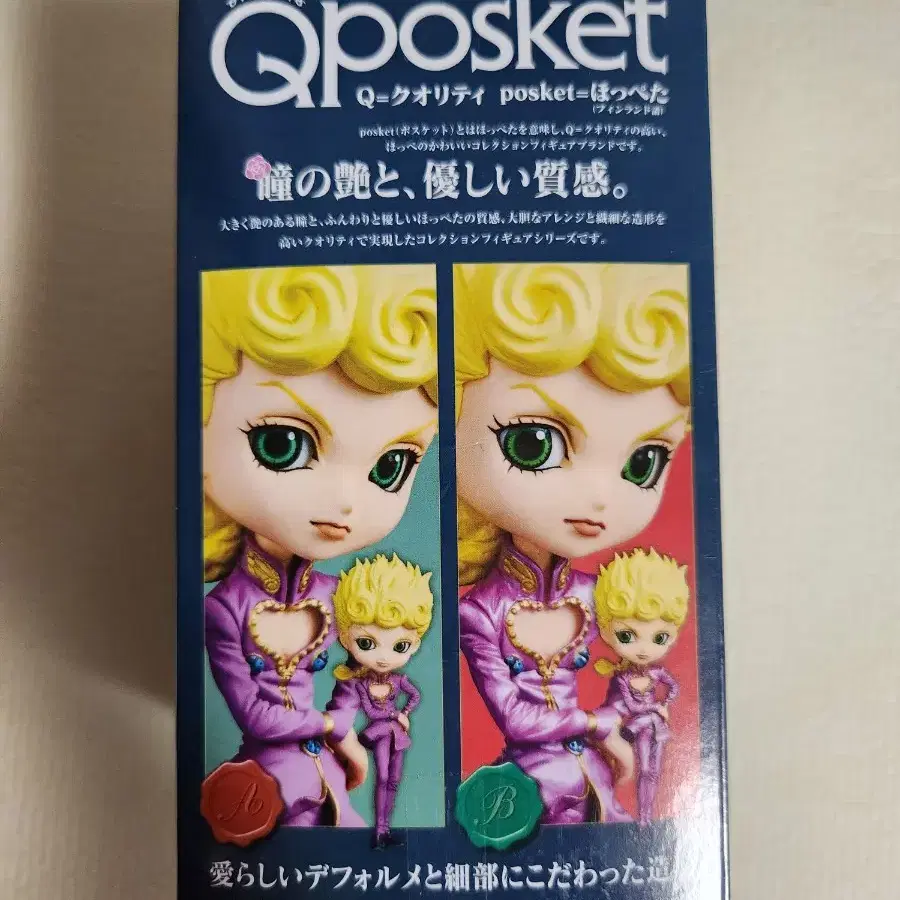 Qposket
Q=クオリティ posket=ほっぺた
(フィンランド語)
posket(ポスケット)とはほっぺたを意味し、Q=クオリティの高い、
ほっぺのかわいいコレクションフィギュアブランドです。
瞳の艶と、優しい質感。
大きく艶のある瞳と、ふんわりと優しいほっぺたの質感。大胆なアレンジと繊細な造形を
高いクオリティで実現したコレクションフィギュアシリーズです。
A
B
愛らしいデフォルメと細部にこだわった造